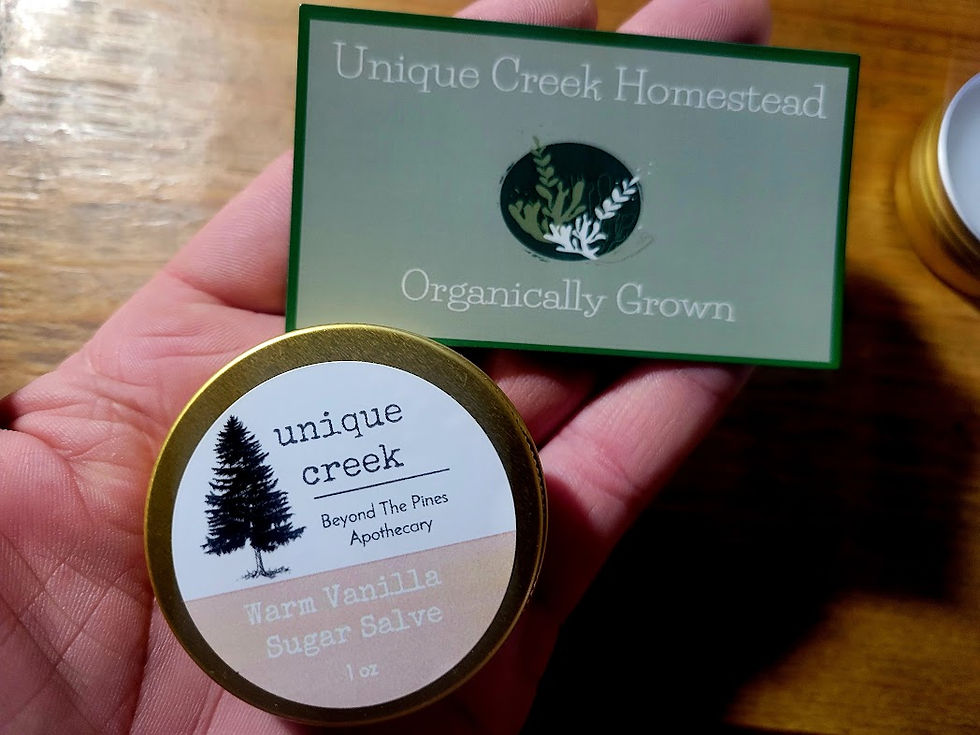 Unique Creek Homestead
Organically Grown
unique
creek
Beyond The Pines
Apothecary
Warm Vanilla
Sugar Salve
1 oz